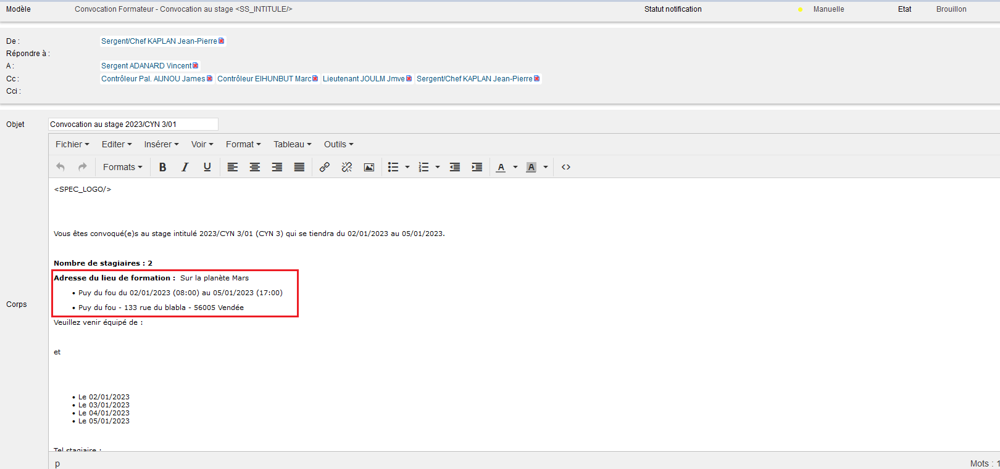 Modèle Convocation Formateur - Convocation au stage <SS_INTITULE/> Statut notification Manuelle Etat Brouillon
De : Sergent/Chef KAPLAN Jean-Pierre
Répondre à :
A : Sergent ADANARD Vincent
Cc : Contrôleur Pal. AIJNOU James Contrôleur EIHUNBUT Marc Lieutenant JOULM Jmve Sergent/Chef KAPLAN Jean-Pierre
Cci :
Objet Convocation au stage 2023/CYN 3/01
Fichier Editer Insérer Voir Format Tableau Outils
Formats B I U A A <>
<SPEC_LOGO/>
Vous êtes convoqué(e)s au stage intitulé 2023/CYN 3/01 (CYN 3) qui se tiendra du 02/01/2023 au 05/01/2023.
Nombre de stagiaires : 2
Adresse du lieu de formation : Sur la planète Mars
• Puy du fou du 02/01/2023 (08:00) au 05/01/2023 (17:00)
Corps
• Puy du fou - 133 rue du blabla - 56005 Vendée
Veuillez venir équipé de :
et
• Le 02/01/2023
• Le 03/01/2023
• Le 04/01/2023
• Le 05/01/2023
Tel stagiaire :
p Mots : 1